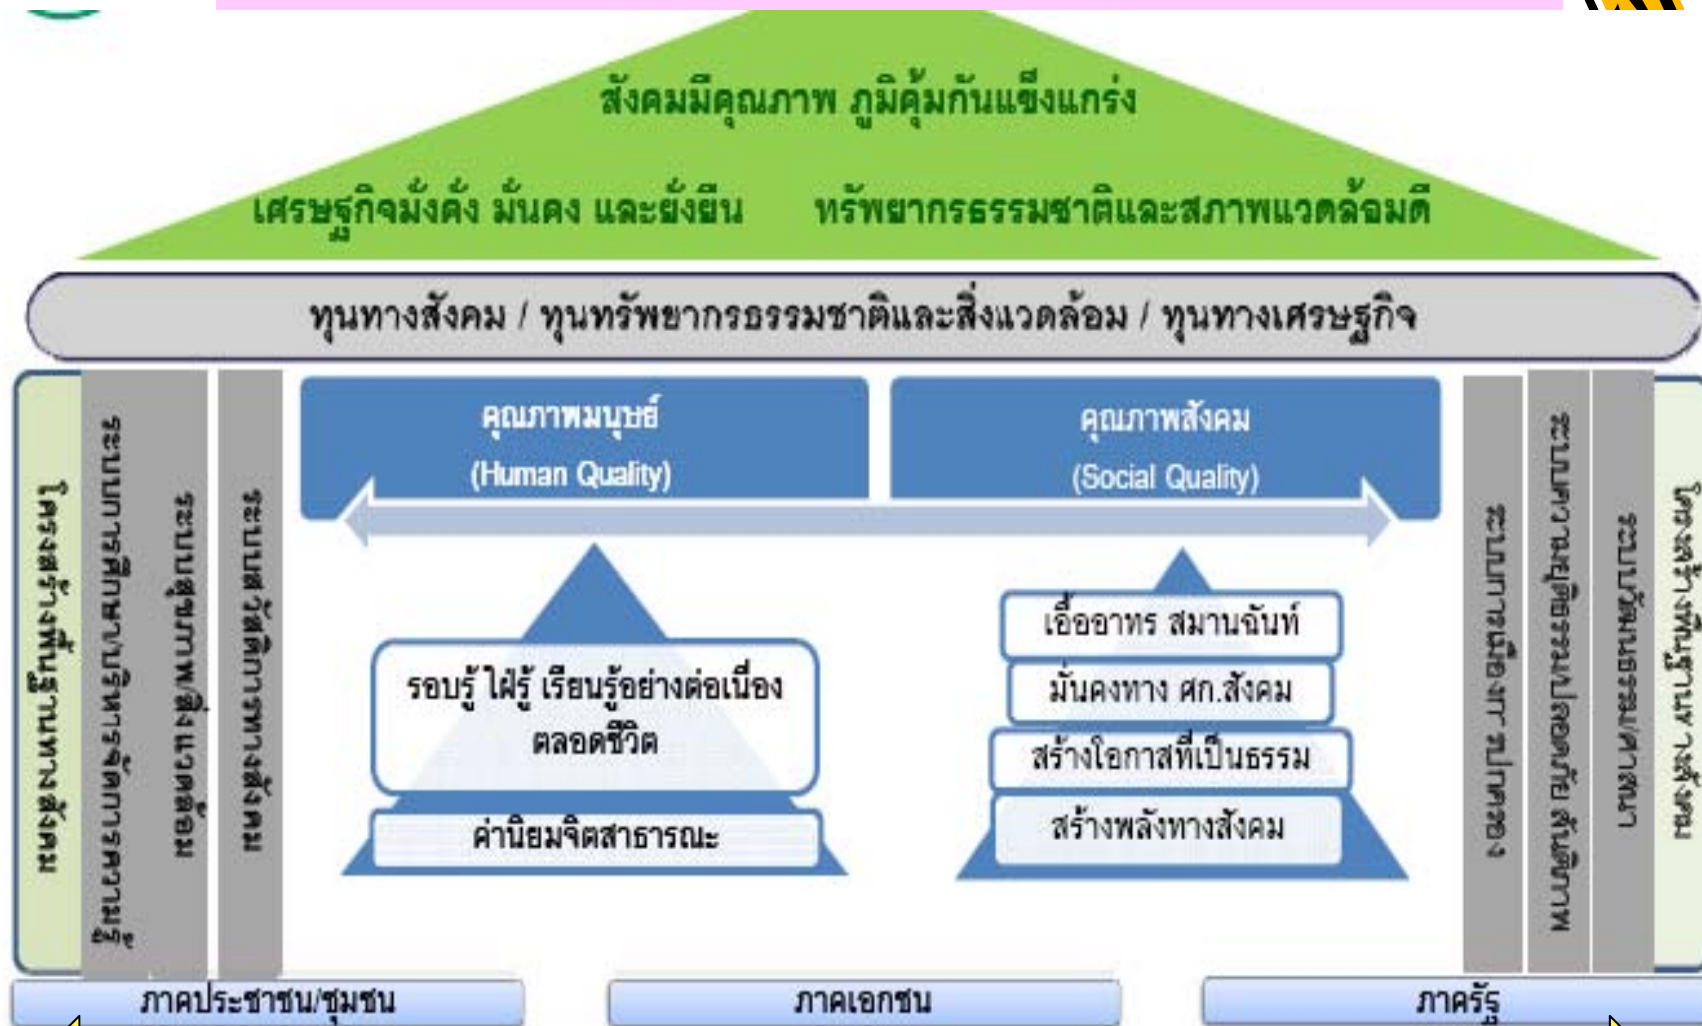 สังคมมีคุณภาพ ภูมิคุ้มกันแข็งแกร่ง
เศรษฐกิจมั่งคั่ง มั่นคง และยั่งยืน ทรัพยากรธรรมชาติและสภาพแวดล้อมดี
ทุนทางสังคม / ทุนทรัพยากรธรรมชาติและสิ่งแวดล้อม / ทุนทางเศรษฐกิจ
โครงสร้างพื้นฐานทางสังคม
ระบบการศึกษา/บริหารจัดการความรู้
ระบบสุขภาพ/สิ่งแวดล้อม
ระบบสวัสดิการทางสังคม
คุณภาพมนุษย์
(Human Quality)
รอบรู้ ใฝ่รู้ เรียนรู้อย่างต่อเนื่อง
ตลอดชีวิต
ค่านิยมจิตสาธารณะ
คุณภาพสังคม
(Social Quality)
เอื้ออาทร สมานฉันท์
มั่นคงทาง ศก.สังคม
สร้างโอกาสที่เป็นธรรม
สร้างพลังทางสังคม
ระบบการเมืองการปกครอง
ระบบความยุติธรรม/ปลอดภัย สันติภาพ
ระบบวัฒนธรรม/ศาสนา
โครงสร้างพื้นฐานทางสังคม
ภาคประชาชน/ชุมชน
ภาคเอกชน
ภาครัฐ